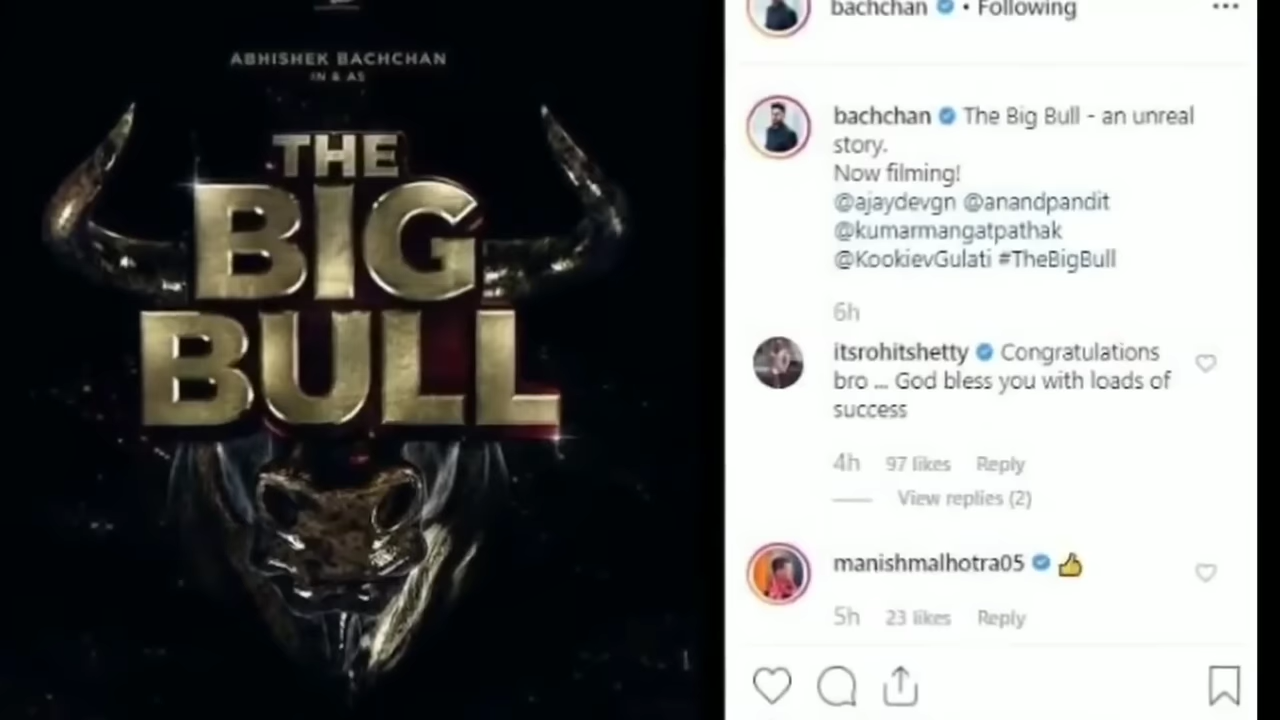 ABHISHEK BACHCHAN
IN & AS
THE
BIG
BULL
bachchan • Following
bachchan The Big Bull - an unreal
story.
Now filming!
@ajaydevgn @anandpandit
@kumarmangatpathak
@KookievGulati #TheBigBull
6h
itsrohitshetty Congratulations
bro ... God bless you with loads of
success
4h 97 likes Reply
View replies (2)
manishmalhotra05 👍
5h 23 likes Reply